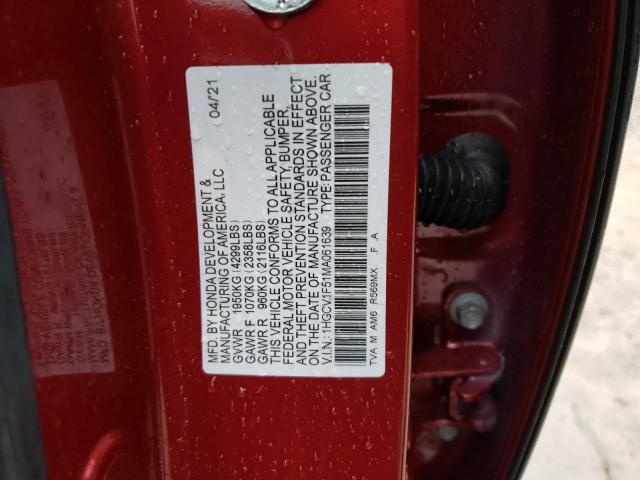 MFD. BY HONDA DEVELOPMENT & 04/'21
MANUFACTURING OF AMERICA, LLC
GVWR 1950KG(4299LBS)
GAWR F 1070KG(2358LBS)
GAWR R 960KG(2116LBS)
THIS VEHICLE CONFORMS TO ALL APPLICABLE
FEDERAL MOTOR VEHICLE SAFETY, BUMPER,
AND THEFT PREVENTION STANDARDS IN EFFECT
ON THE DATE OF MANUFACTURE SHOWN ABOVE.
V.I.N.:1HGCV1F51MA061639 TYPE:PASSENGER CAR
TVA M AM6 R569MX F .A